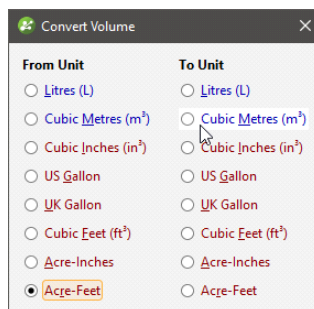 Convert Volume
From Unit To Unit
Litres (L) Litres (L)
Cubic Metres (m³) Cubic Metres (m³)
Cubic Inches (in³) Cubic Inches (in³)
US Gallon US Gallon
UK Gallon UK Gallon
Cubic Feet (ft³) Cubic Feet (ft³)
Acre-Inches Acre-Inches
Acre-Feet Acre-Feet